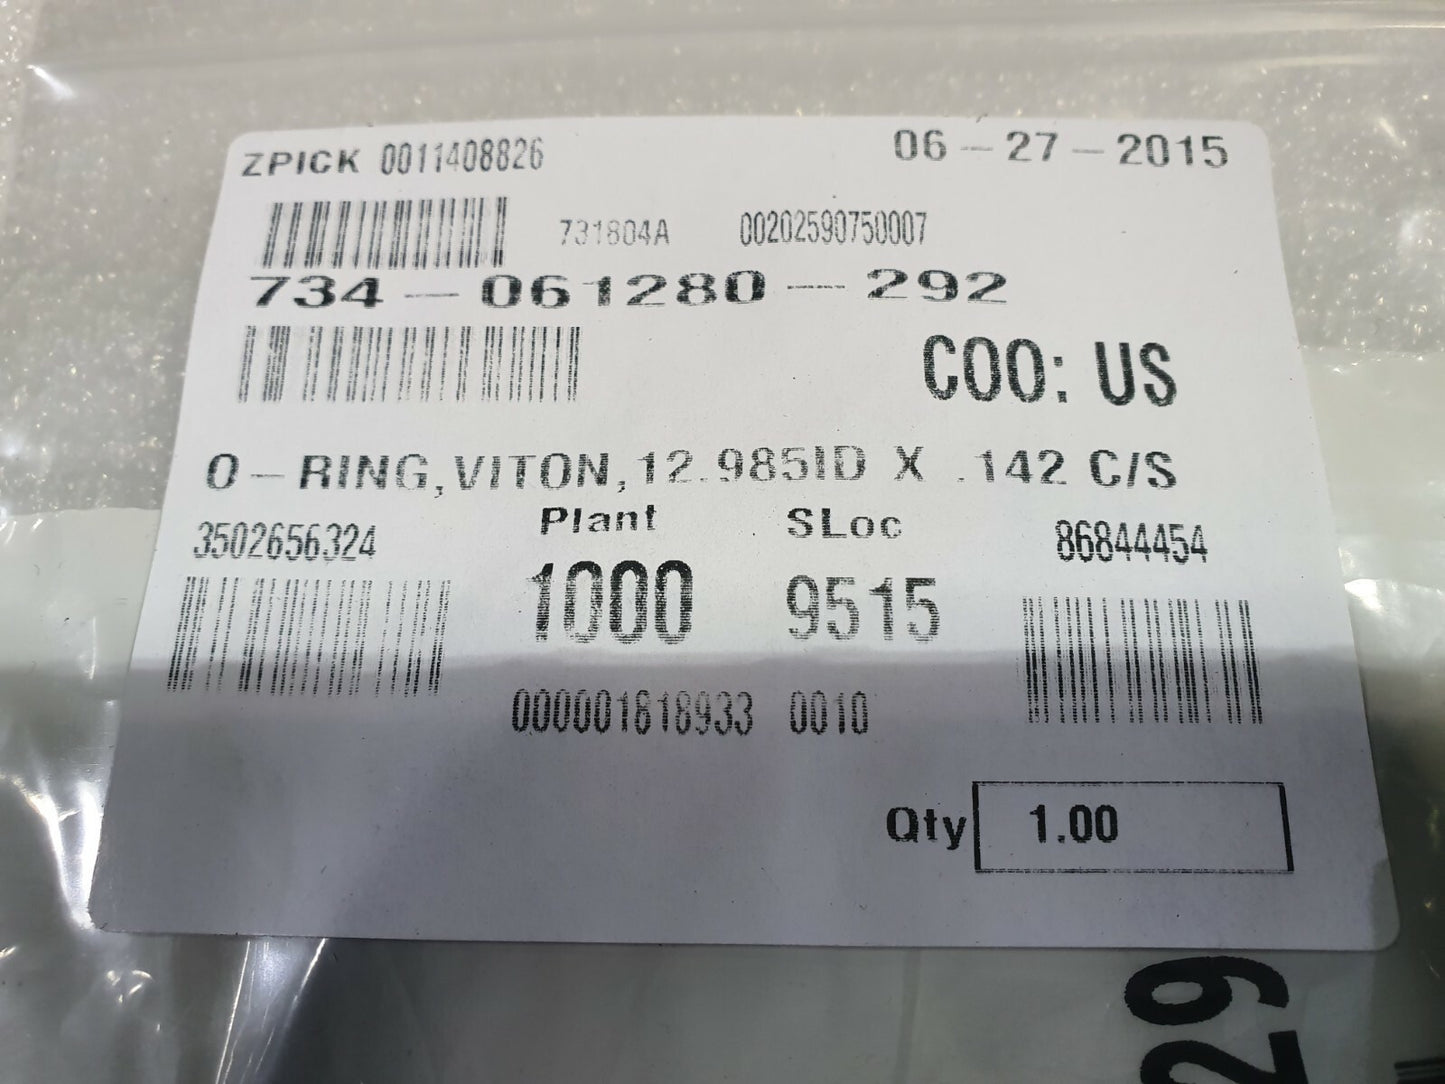 ZPICK 0011408826 06-27-2015
731804A 00202590750007
734-061280-292
COO: US
O-RING,VITON,12.985ID X .142 C/S
3502656324 Plant SLoc 86844454
1000 9515
000001818933 0010
Qty 1.00
29